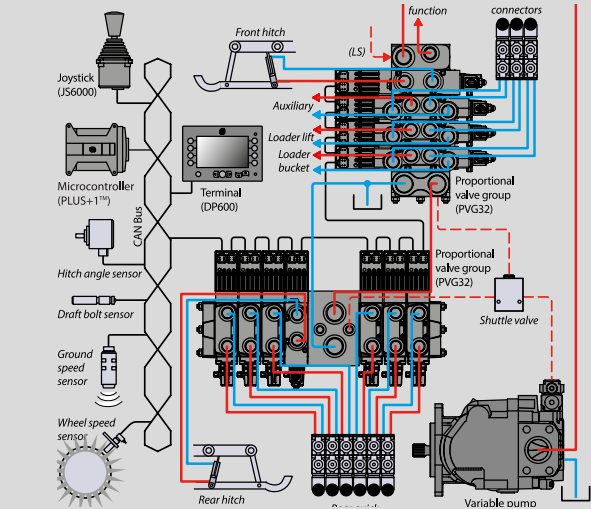 function
connectors
Front hitch
(LS)
Joystick
(JS6000)
Auxiliary
Loader lift
Loader
bucket
Microcontroller
(PLUS+1™)
Terminal
(DP600)
Proportional
valve group
(PVG32)
CAN Bus
Hitch angle sensor
Proportional
valve group
(PVG32)
Draft bolt sensor
Shuttle valve
Ground
speed
sensor
Wheel speed
sensor
Rear hitch
Rear quick
Variable pump